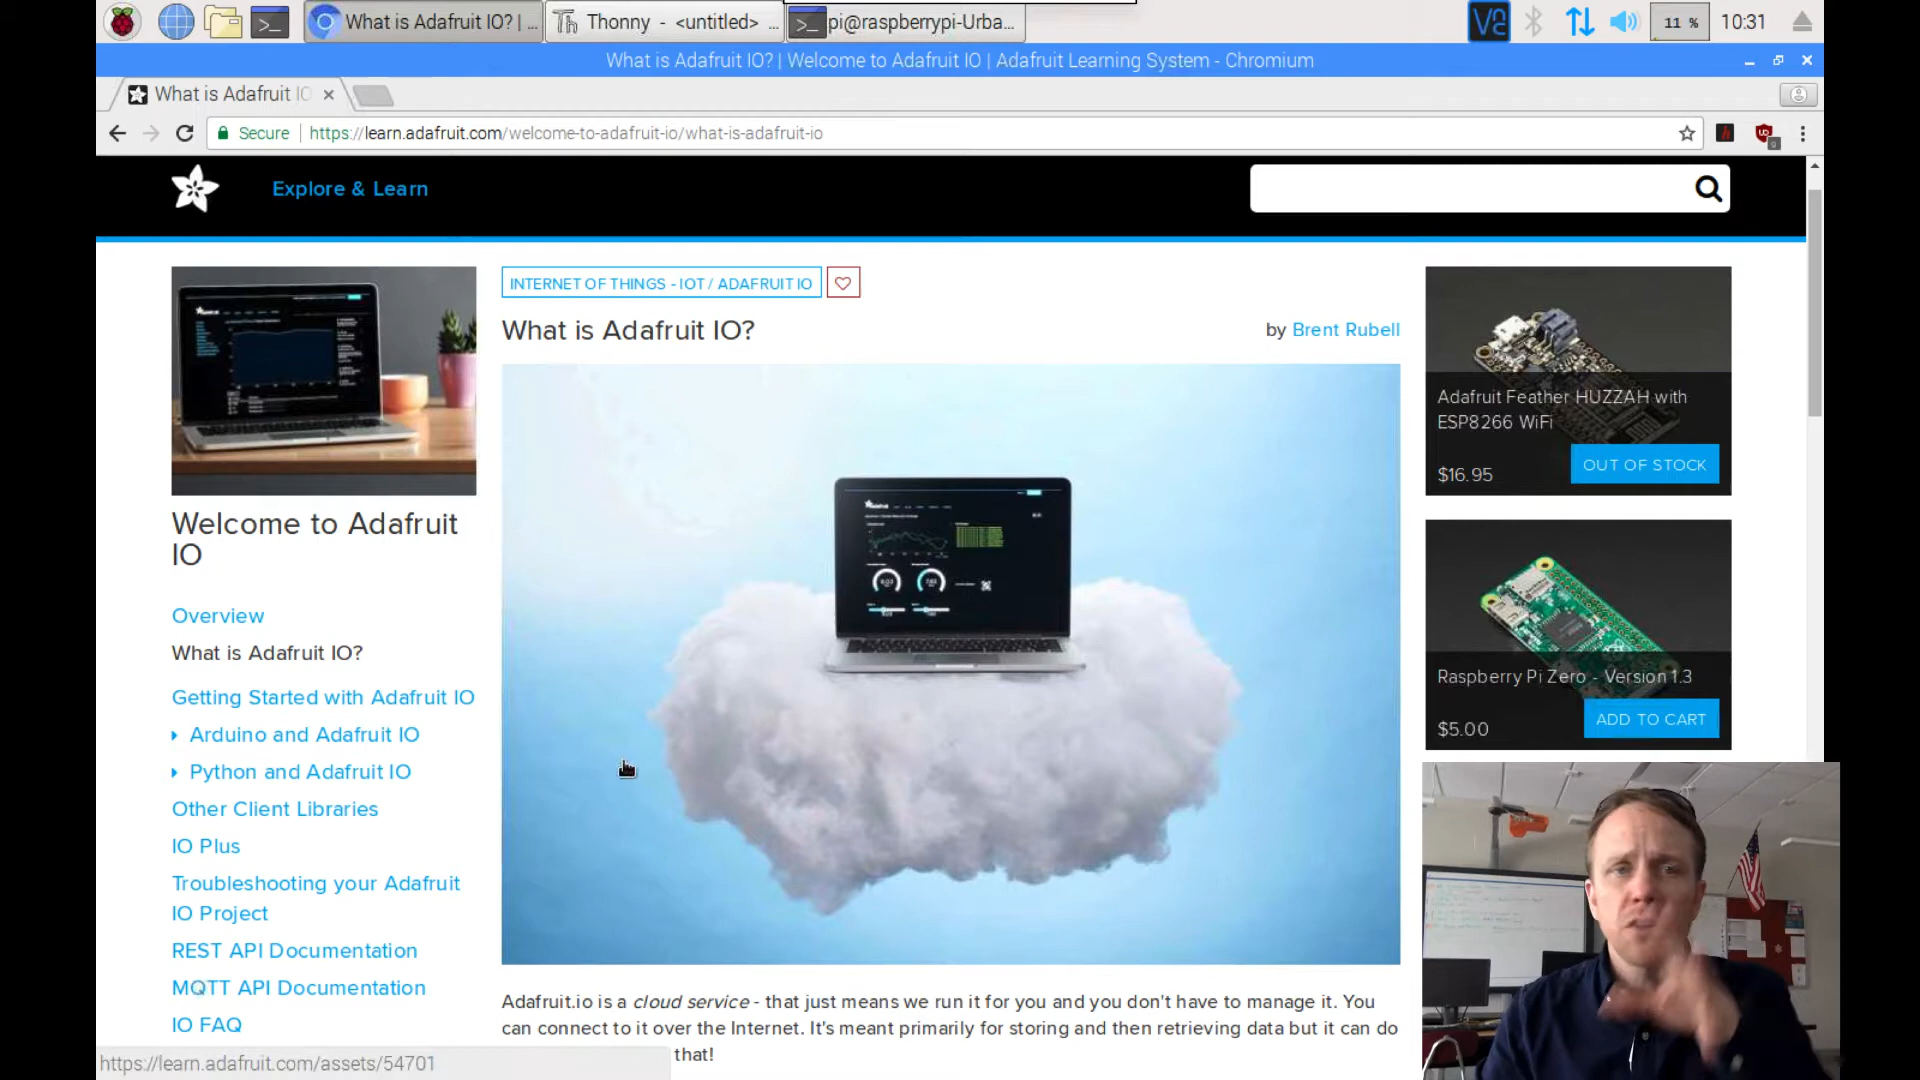 What is Adafruit IO? | ...
Thonny - <untitled> ...
pi@raspberrypi-Urba...
11 %
10:31
What is Adafruit IO? | Welcome to Adafruit IO | Adafruit Learning System - Chromium
What is Adafruit IO
Secure
https://learn.adafruit.com/welcome-to-adafruit-io/what-is-adafruit-io
Explore & Learn
Welcome to Adafruit
IO
Overview
What is Adafruit IO?
Getting Started with Adafruit IO
Arduino and Adafruit IO
Python and Adafruit IO
Other Client Libraries
IO Plus
Troubleshooting your Adafruit
IO Project
REST API Documentation
MQTT API Documentation
IO FAQ
INTERNET OF THINGS - IOT / ADAFRUIT IO
What is Adafruit IO?
by Brent Rubell
Adafruit.io is a cloud service - that just means we run it for you and you don't have to manage it. You
can connect to it over the Internet. It's meant primarily for storing and then retrieving data but it can do
that!
Adafruit Feather HUZZAH with
ESP8266 WiFi
$16.95
OUT OF STOCK
Raspberry Pi Zero - Version 1.3
$5.00
ADD TO CART
https://learn.adafruit.com/assets/54701